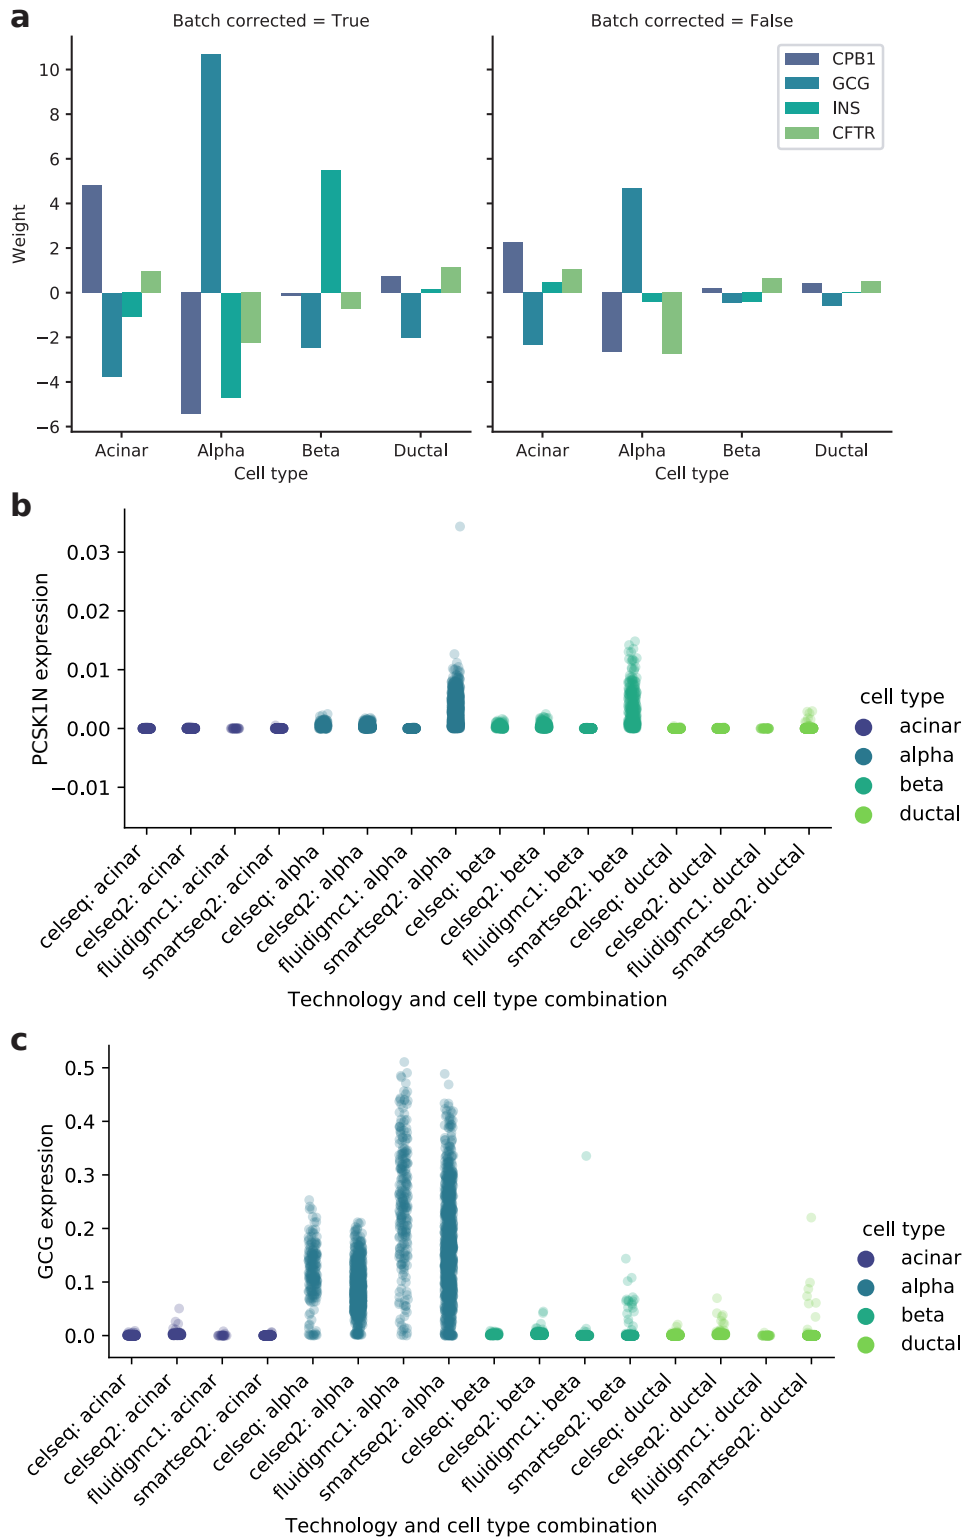 a
Batch corrected = True
Batch corrected = False
CPB1
GCG
INS
CFTR
Weight
10
8
6
4
2
0
−2
−4
−6
Acinar Alpha Beta Ductal
Acinar Alpha Beta Ductal
Cell type
Cell type
b
PCSK1N expression
0.03
0.02
0.01
0.00
−0.01
cell type
acinar
alpha
beta
ductal
celseq: acinar
celseq2: acinar
fluidigmc1: acinar
smartseq2: acinar
celseq: alpha
celseq2: alpha
fluidigmc1: alpha
smartseq2: alpha
celseq: beta
celseq2: beta
fluidigmc1: beta
smartseq2: beta
celseq: ductal
celseq2: ductal
fluidigmc1: ductal
smartseq2: ductal
Technology and cell type combination
c
GCG expression
0.5
0.4
0.3
0.2
0.1
0.0
cell type
acinar
alpha
beta
ductal
celseq: acinar
celseq2: acinar
fluidigmc1: acinar
smartseq2: acinar
celseq: alpha
celseq2: alpha
fluidigmc1: alpha
smartseq2: alpha
celseq: beta
celseq2: beta
fluidigmc1: beta
smartseq2: beta
celseq: ductal
celseq2: ductal
fluidigmc1: ductal
smartseq2: ductal
Technology and cell type combination